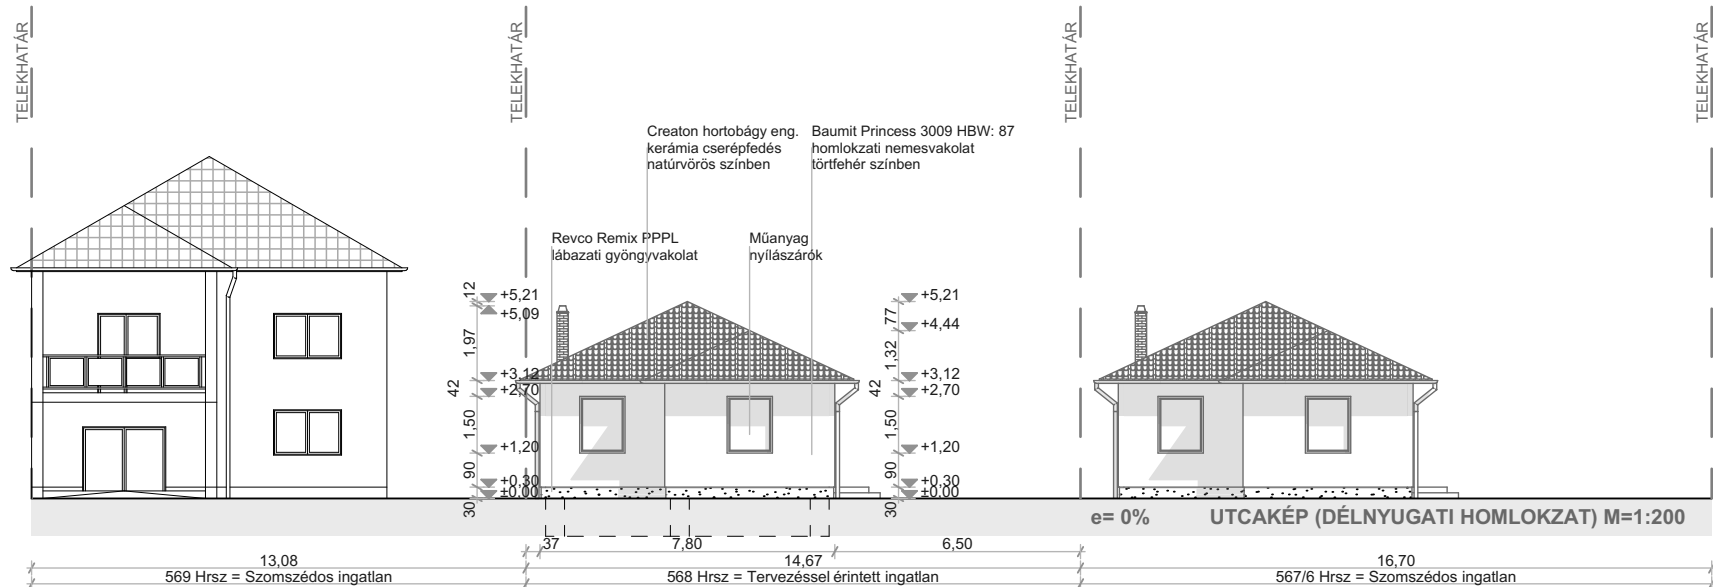 TELEKHATÁR
TELEKHATÁR
TELEKHATÁR
TELEKHATÁR
Creaton hortobágy eng.
kerámia cserépfedés
natúrvörös színben
Baumit Princess 3009 HBW: 87
homlokzati nemesvakolat
törtfehér színben
Revco Remix PPPL
lábazati gyöngyvakolat
Műanyag
nyílászárók
12
1,97
42
1,50
90
30
+5,21
+5,09
+3,12
+2,70
+1,20
+0,30
±0,00
77
1,32
42
1,50
90
30
+5,21
+4,44
+3,12
+2,70
+1,20
+0,30
±0,00
e= 0%
UTCAKÉP (DÉLNYUGATI HOMLOKZAT) M=1:200
37
7,80
6,50
13,08
14,67
16,70
569 Hrsz = Szomszédos ingatlan
568 Hrsz = Tervezéssel érintett ingatlan
567/6 Hrsz = Szomszédos ingatlan